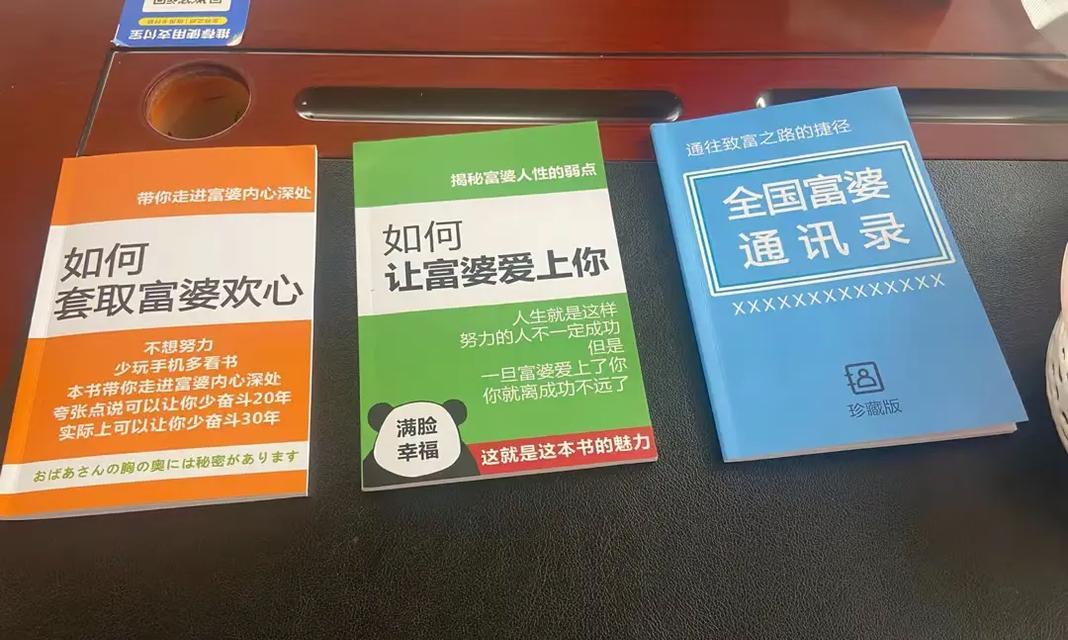 推荐使用支付宝
带你走进富婆内心深处
如何
套取富婆欢心
不想努力
少玩手机多看书
本书带你走进富婆内心深处
夸张点说可以让你少奋斗20年
实际上可以让你少奋斗30年
おばあさんの胸の奥には秘密があります
揭秘富婆人性的弱点
如何
让富婆爱上你
人生就是这样
努力的人不一定成功
但是
一旦富婆爱上了你
你就离成功不远了
满脸
幸福
这就是这本书的魅力
通往致富之路的捷径
全国富婆
通讯录
XXXXXXXXXXXXXX
珍藏版